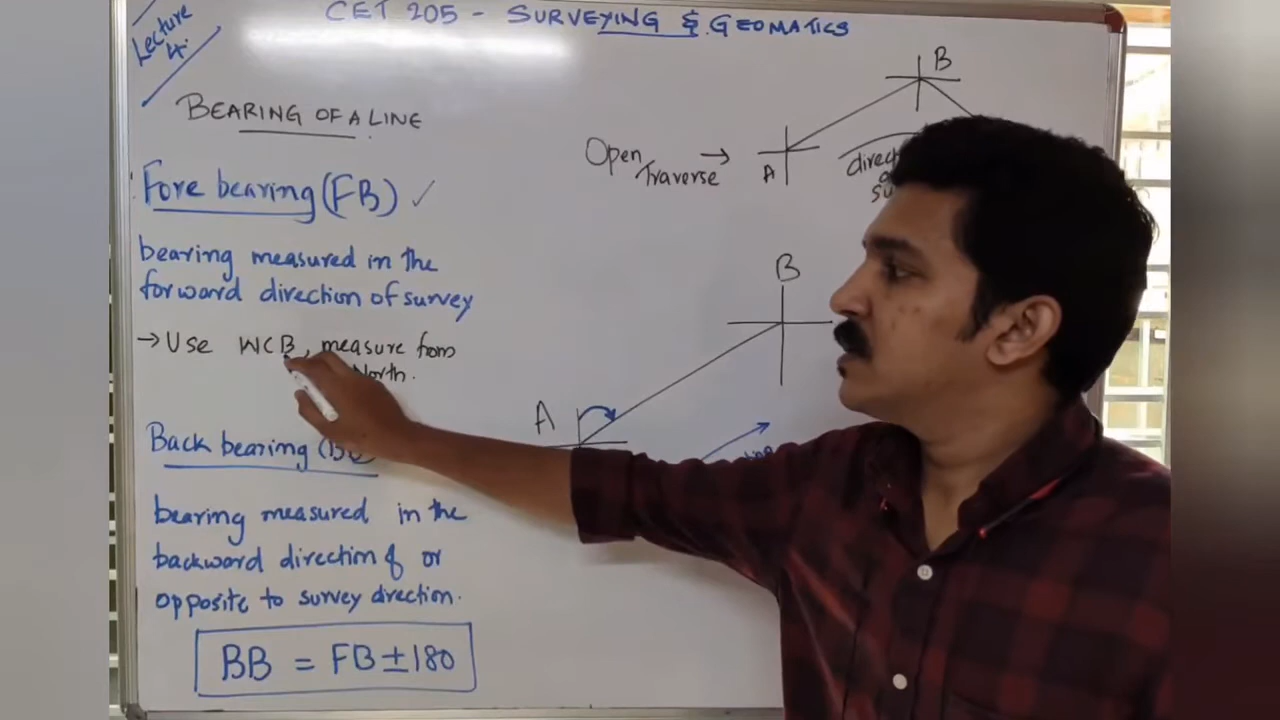 Lecture
4.
CET 205 - SURVEYING & GEOMATICS
BEARING OF A LINE
Fore bearing (FB) ✓
bearing measured in the
forward direction of survey
→ Use WCB, measure from
North.
Back bearing
bearing measured in the
backward direction of or
opposite to survey direction.
BB = FB ± 180
B
Open
Traverse →
A
B
A